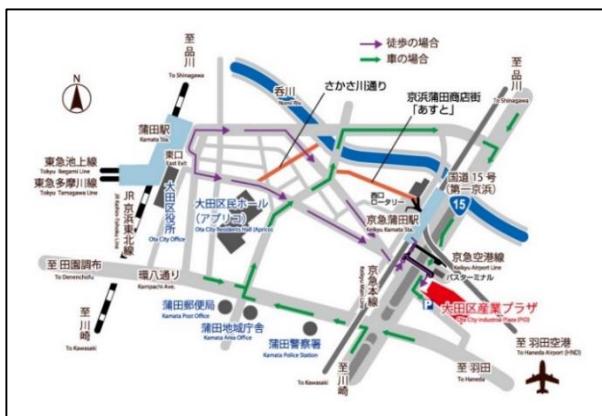 徒歩の場合
車の場合
至品川
To Shinagawa
N
さかさ川通り
呑川
Nomi Riv.
京浜蒲田商店街
「あすと」
至品川
To Shinagawa
蒲田駅
Kamata Sta.
東口
East Exit
東急池上線
Tokyu Ikegami Line
東急多摩川線
Tokyu Tamagawa Line
JR京浜東北線
JR Keihin-Tohoku Line
大田区役所
Ota City Office
大田区民ホール
(アプリコ)
Ota City Residents Hall (Aprico)
西口
ロータリー
京急蒲田駅
Keikyu Kamata Sta.
国道15号
(第一京浜)
15
京急空港線
Keikyu Airport Line
バスターミナル
京急本線
Keikyu Main Line
至田園調布
To Denenchofu
環八通り
Kampachi Ave.
P
大田区産業プラザ
Ota City Industrial Plaza (PiO)
至川崎
To Kawasaki
蒲田郵便局
Kamata Post Office
蒲田地域庁舎
Kamata Area Office
蒲田警察署
Kamata Police Station
To Kawasaki
至川崎
至羽田
To Haneda
至羽田空港
To Haneda Airport (HND)